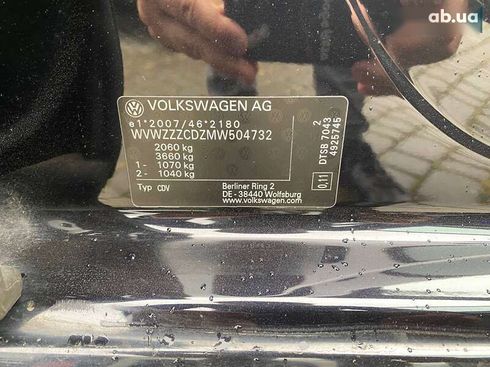 ab.ua
VOLKSWAGEN AG
e1*2007/46*2180
WVWZZZCDZMW504732
2060 kg
3660 kg
1- 1070 kg
2- 1040 kg
Typ CDV
Berliner Ring 2
DE - 38440 Wolfsburg
www.volkswagen.com
0.11
DTSB 7043 2
4925745